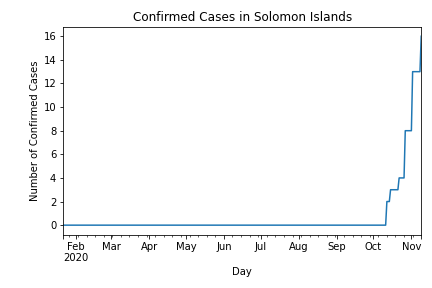 Confirmed Cases in Solomon Islands
Number of Confirmed Cases
16
14
12
10
8
6
4
2
0
Feb Mar Apr May Jun Jul Aug Sep Oct Nov
2020
Day